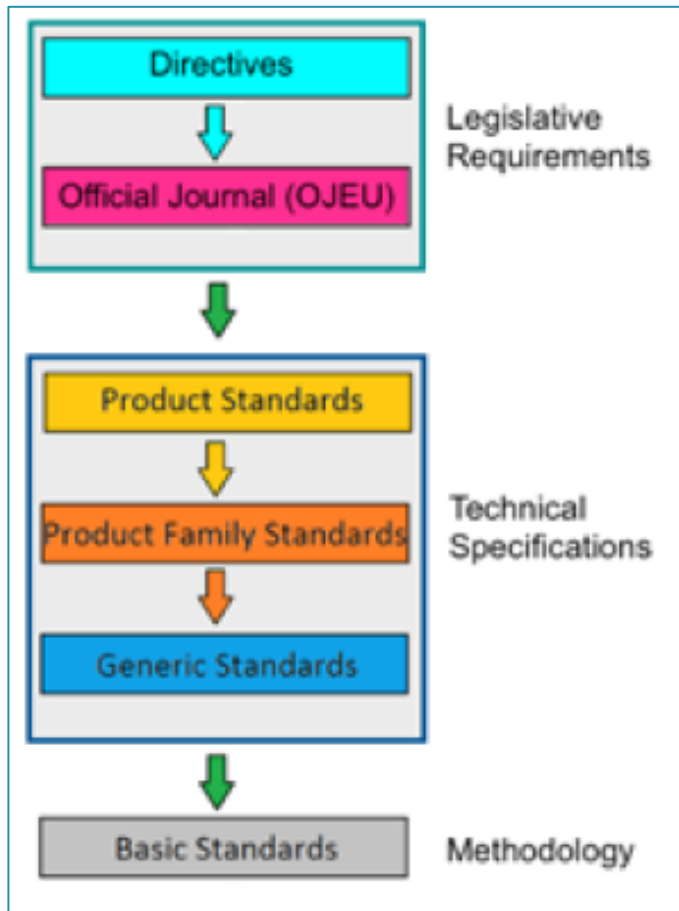 Directives
Legislative
Requirements
Official Journal (OJEU)
Product Standards
Product Family Standards
Technical
Specifications
Generic Standards
Basic Standards
Methodology